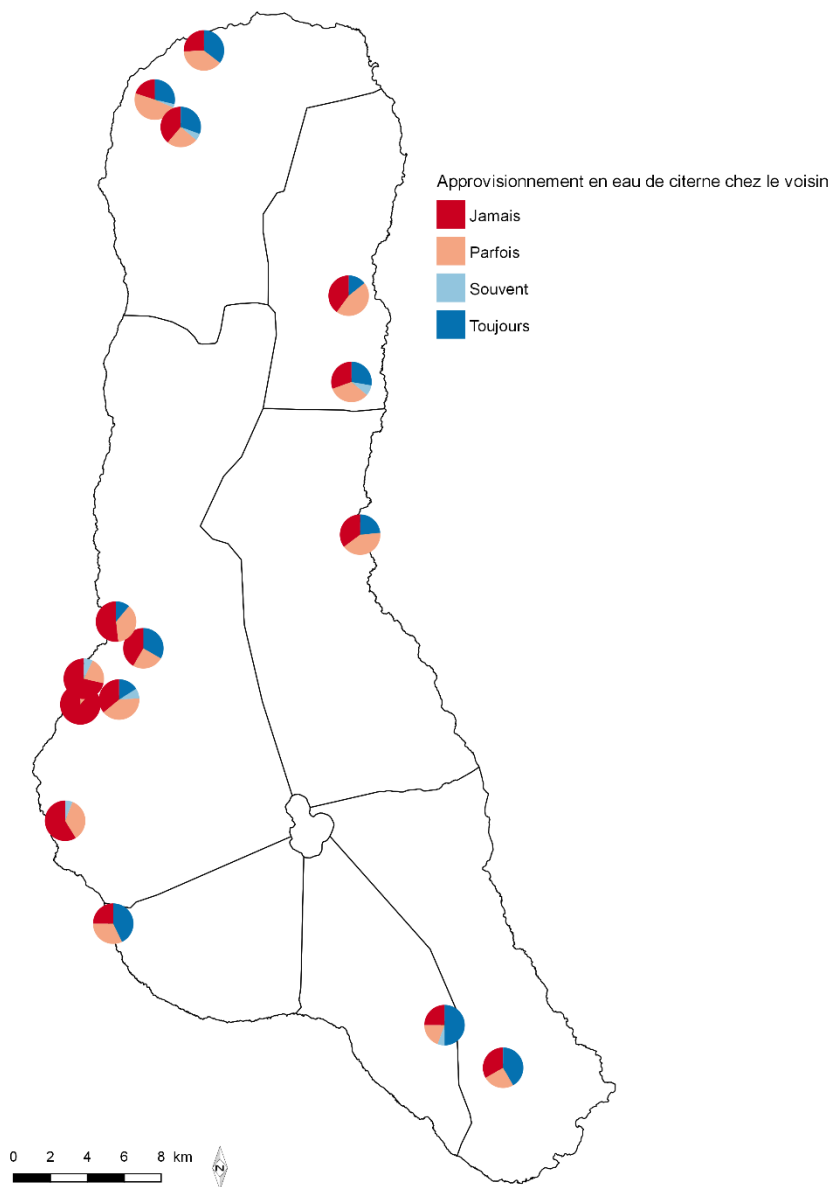 Approvisionnement en eau de citerne chez le voisin
Jamais
Parfois
Souvent
Toujours
0 2 4 6 8 km
N